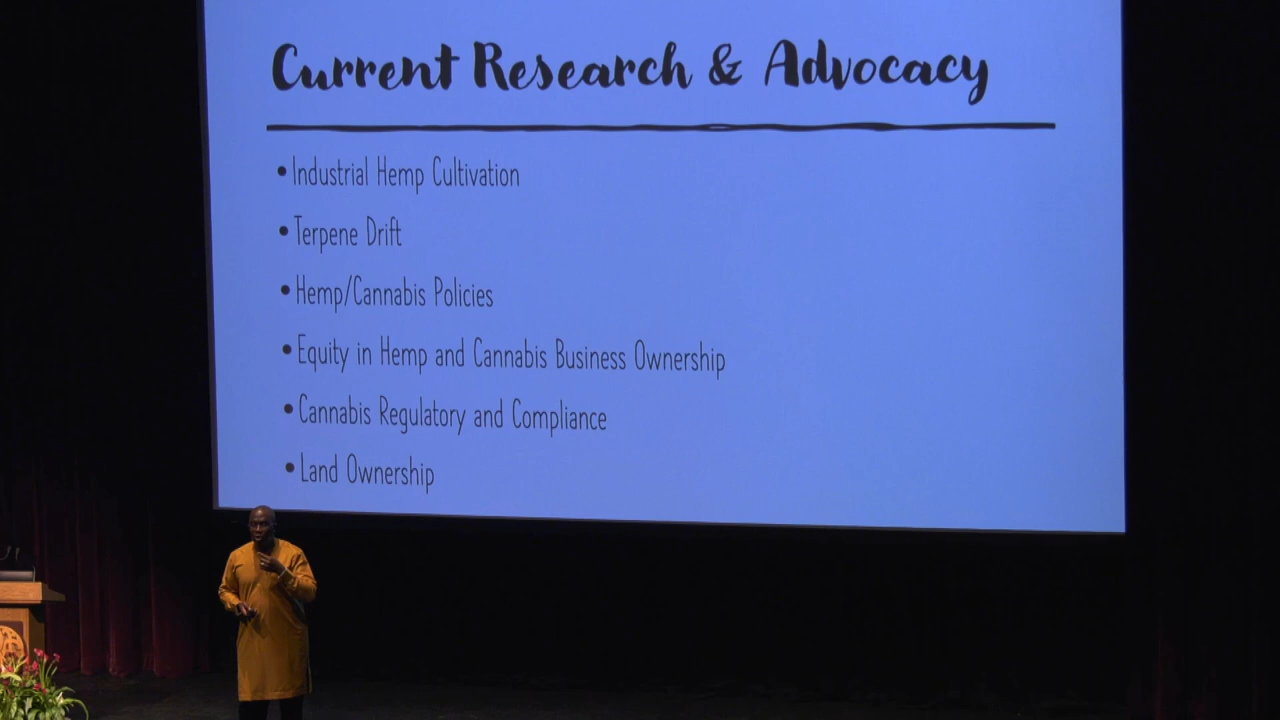 Current Research & Advocacy
•Industrial Hemp Cultivation
•Terpene Drift
•Hemp/Cannabis Policies
•Equity in Hemp and Cannabis Business Ownership
•Cannabis Regulatory and Compliance
•Land Ownership